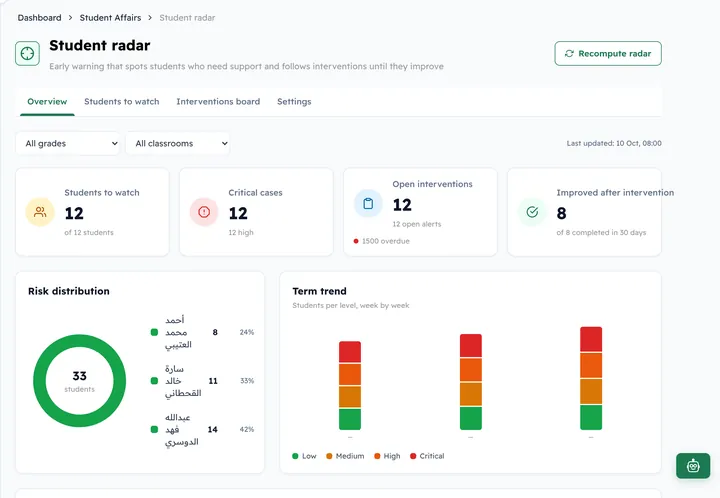 Dashboard > Student Affairs > Student radar
Student radar
Early warning that spots students who need support and follows interventions until they improve
Recompute radar
Overview
Students to watch
Interventions board
Settings
All grades
All classrooms
Last updated: 10 Oct, 08:00
Students to watch
12
of 12 students
Critical cases
12
12 high
Open interventions
12
12 open alerts
1500 overdue
Improved after intervention
8
of 8 completed in 30 days
Risk distribution
33
students
أحمد
محمد
العتيبي
8
24%
سارة
خالد
القحطاني
11
33%
عبدالله
فهد
الدوسري
14
42%
Term trend
Students per level, week by week
—
—
—
Low
Medium
High
Critical